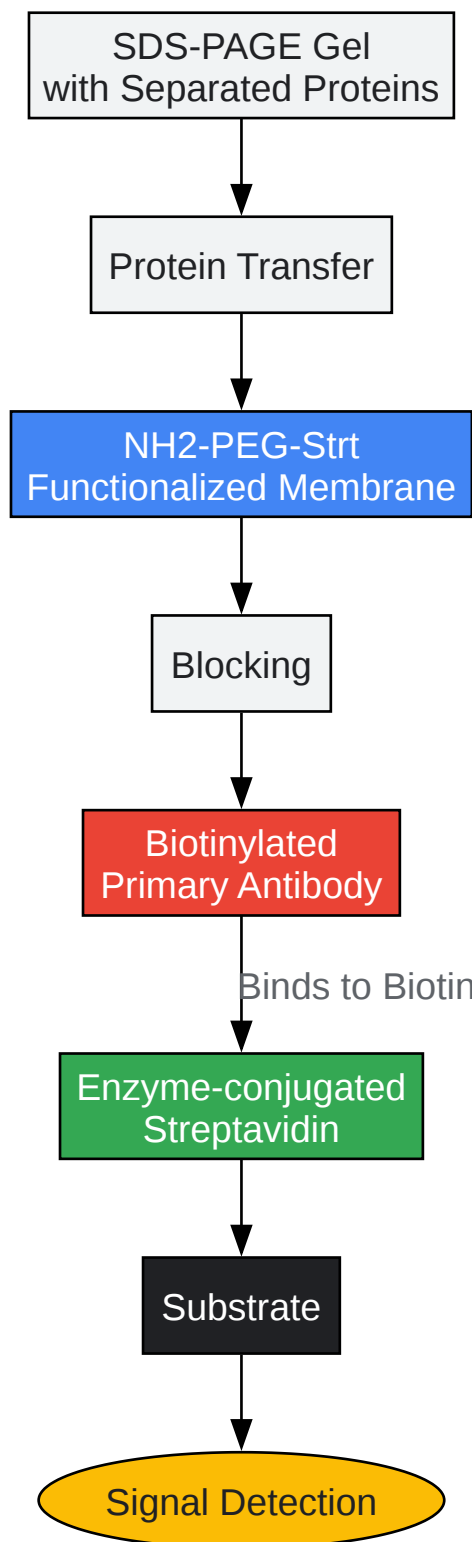 SDS-PAGE Gel
with Separated Proteins
Protein Transfer
NH2-PEG-Strt
Functionalized Membrane
Blocking
Biotinylated
Primary Antibody
Binds to Biotin
Enzyme-conjugated
Streptavidin
Substrate
Signal Detection